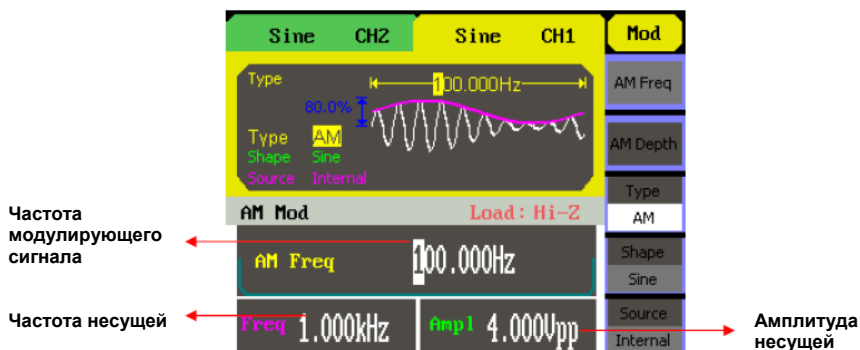 Sine CH2 Sine CH1 Mod
Type 100.000Hz AM Freq
80.0%
Type AM AM Depth
Shape Sine
Source Internal
Type
AM Mod Load: Hi-Z AM
Частота
модулирующего
сигнала
AM Freq 100.000Hz
Shape
Sine
Частота несущей
Freq 1.000kHz Ampl 4.000Vpp
Source
Internal
Амплитуда
несущей